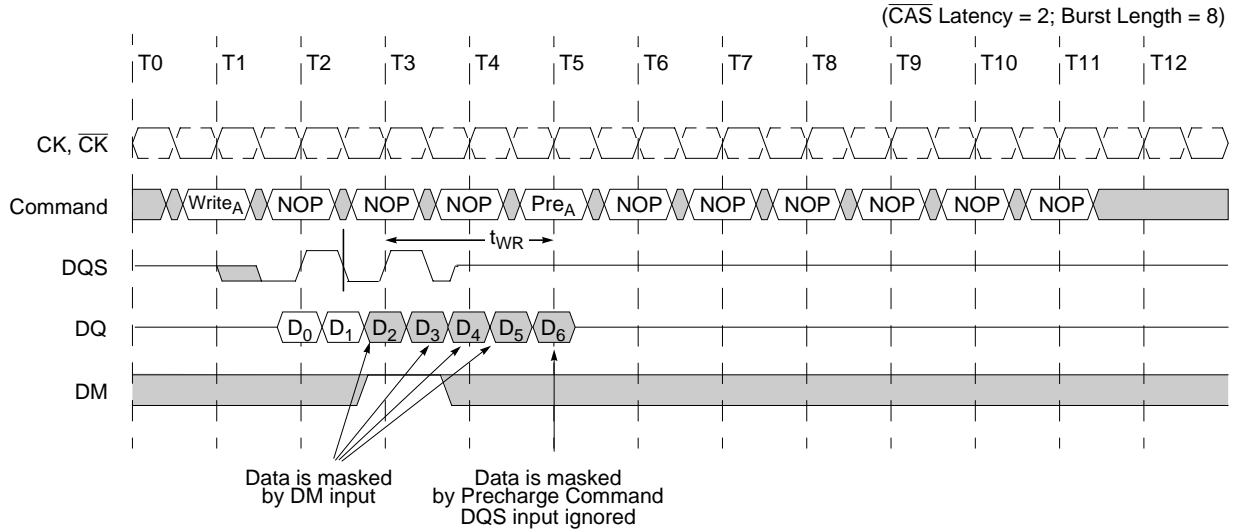 (CAS Latency = 2; Burst Length = 8)
T0 T1 T2 T3 T4 T5 T6 T7 T8 T9 T10 T11 T12
CK, CK
Command WriteA NOP NOP NOP PreA NOP NOP NOP NOP NOP NOP
tWR
DQS
DQ D0 D1 D2 D3 D4 D5 D6
DM
Data is masked
by DM input
Data is masked
by Precharge Command
DQS input ignored